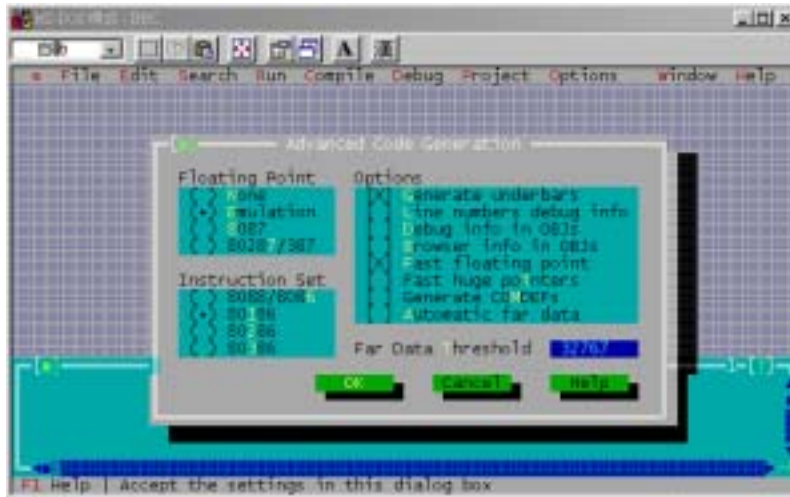 A
≡ File Edit Search Run Compile Debug Project Options Window Help
Advanced Code Generation
Floating Point
( ) None
(•) Emulation
( ) 8087
( ) 80287/387
Instruction Set
( ) 8088/8086
(•) 80186
( ) 80286
( ) 80386
Options
[X] Generate underbars
[ ] Line numbers debug info
[ ] Debug info in OBJs
[ ] Browser info in OBJs
[X] Fast floating point
[ ] Fast huge pointers
[ ] Generate COMDEFs
[ ] Automatic far data
Far Data Threshold 32767
OK Cancel Help
F1 Help | Accept the settings in this dialog box